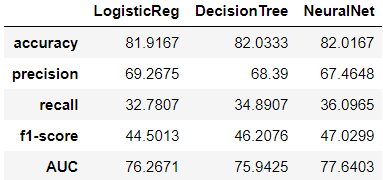 LogisticReg DecisionTree NeuralNet
accuracy 81.9167 82.0333 82.0167
precision 69.2675 68.39 67.4648
recall 32.7807 34.8907 36.0965
f1-score 44.5013 46.2076 47.0299
AUC 76.2671 75.9425 77.6403